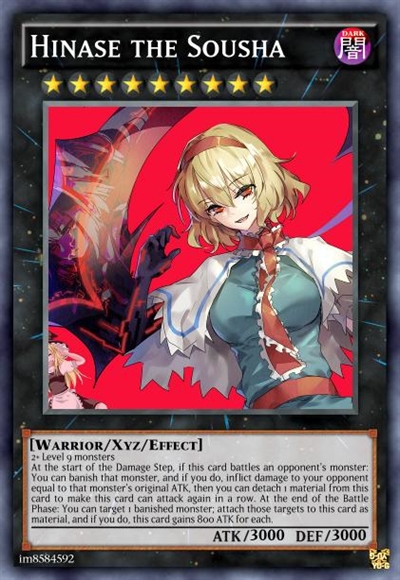 HINASE THE SOUSHA
DARK
闇
[WARRIOR/XYZ/EFFECT]
2+ Level 9 monsters
At the start of the Damage Step, if this card battles an opponent's monster:
You can banish that monster, and if you do, inflict damage to your opponent
equal to that monster's original ATK, then you can detach 1 material from this
card to make this card can attack again in a row. At the end of the Battle
Phase: You can target 1 banished monster; attach those targets to this card as
material, and if you do, this card gains 800 ATK for each.
ATK/3000 DEF/3000
im8584592